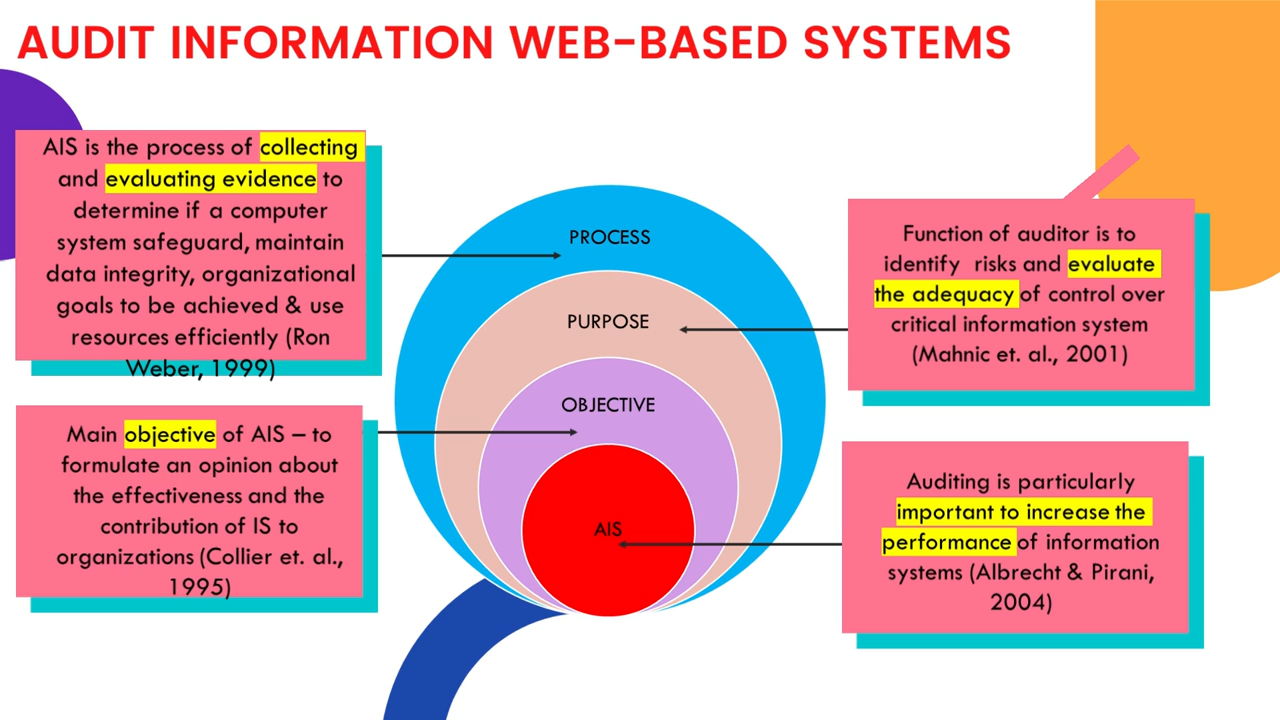 AUDIT INFORMATION WEB-BASED SYSTEMS
AIS is the process of collecting
and evaluating evidence to
determine if a computer
system safeguard, maintain
data integrity, organizational
goals to be achieved & use
resources efficiently (Ron
Weber, 1999)
Main objective of AIS – to
formulate an opinion about
the effectiveness and the
contribution of IS to
organizations (Collier et. al.,
1995)
PROCESS
PURPOSE
OBJECTIVE
AIS
Function of auditor is to
identify risks and evaluate
the adequacy of control over
critical information system
(Mahnic et. al., 2001)
Auditing is particularly
important to increase the
performance of information
systems (Albrecht & Pirani,
2004)